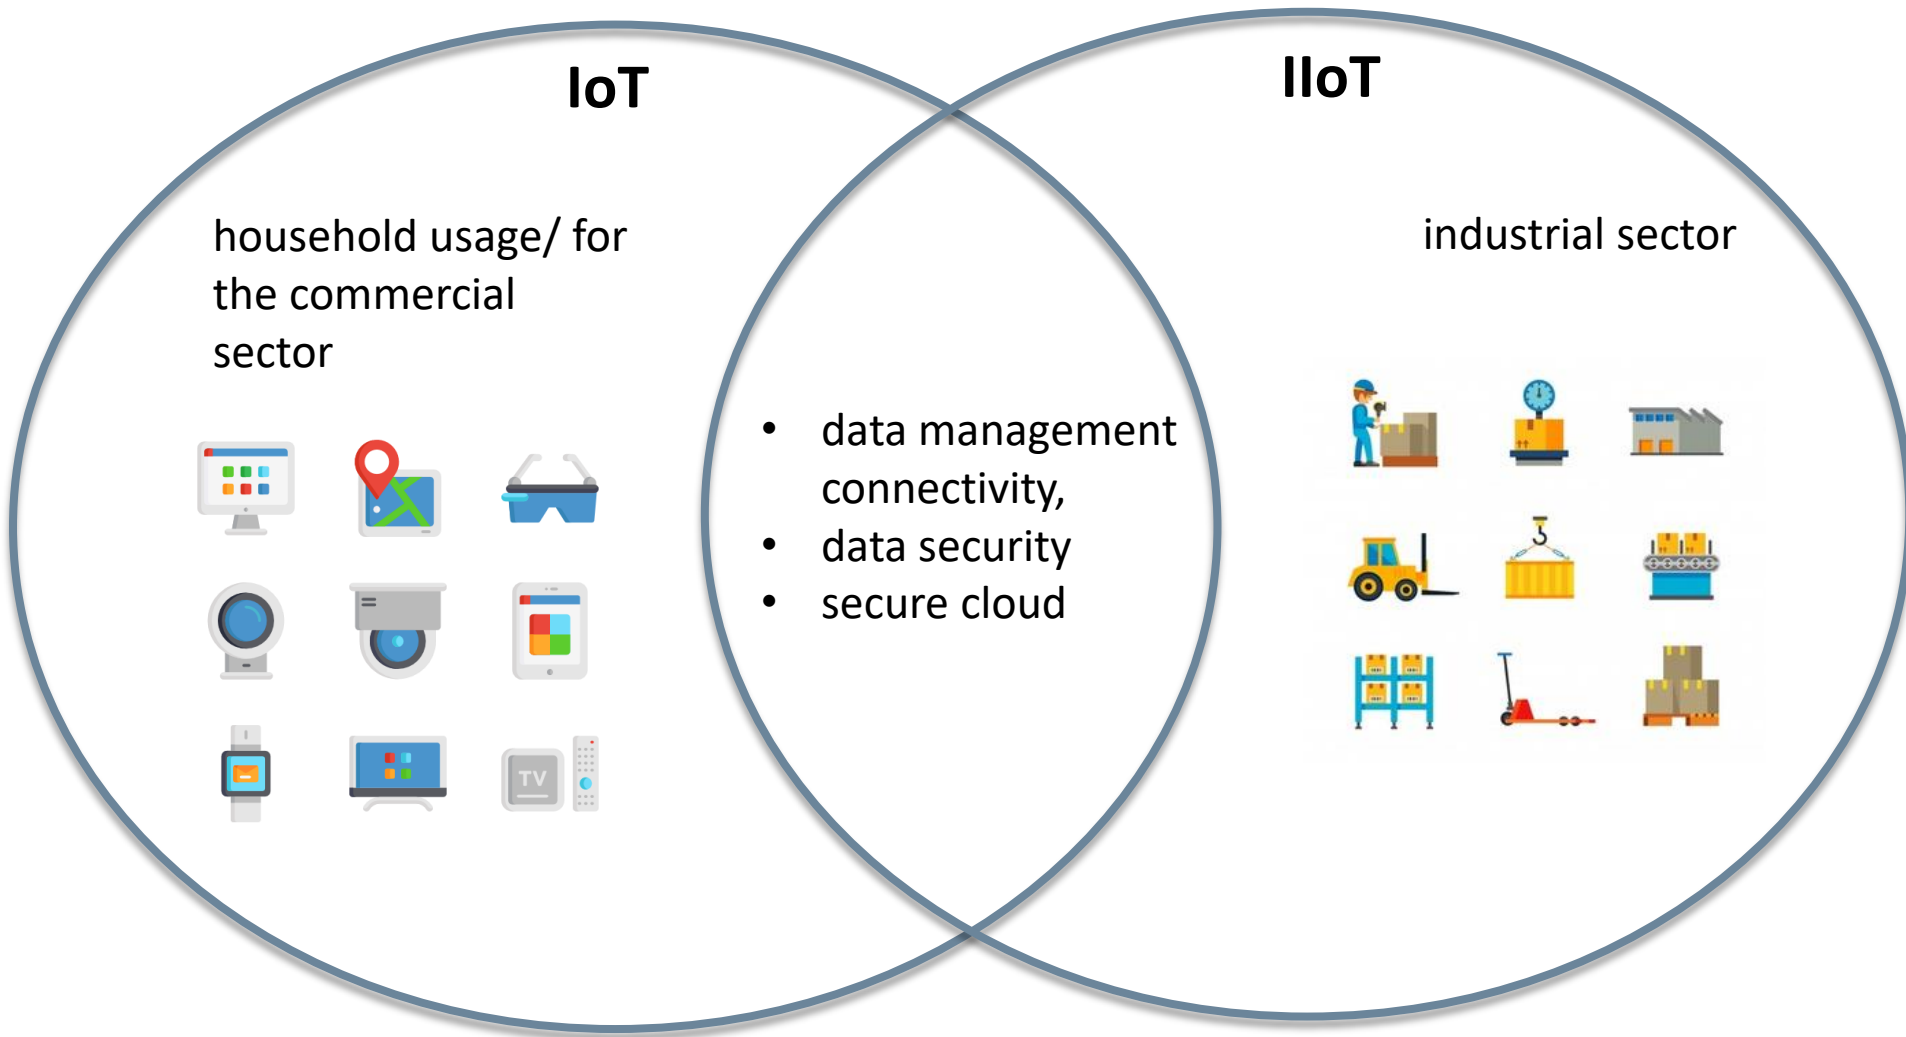 IoT
IIoT
household usage/ for
the commercial
sector
industrial sector
• data management
connectivity,
• data security
• secure cloud
TV